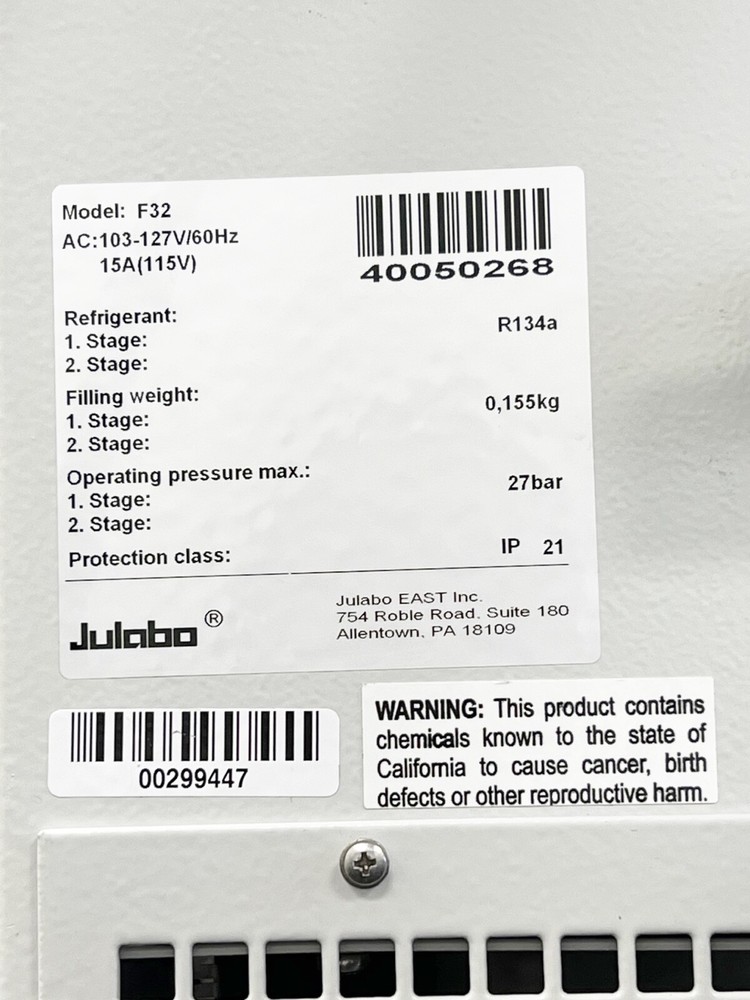 Model: F32
AC:103-127V/60Hz
15A(115V)
40050268
Refrigerant: R134a
1. Stage:
2. Stage:
Filling weight: 0,155kg
1. Stage:
2. Stage:
Operating pressure max.: 27bar
1. Stage:
2. Stage:
Protection class: IP 21
Julabo ®
Julabo EAST Inc.
754 Roble Road, Suite 180
Allentown, PA 18109
00299447
WARNING: This product contains
chemicals known to the state of
California to cause cancer, birth
defects or other reproductive harm.